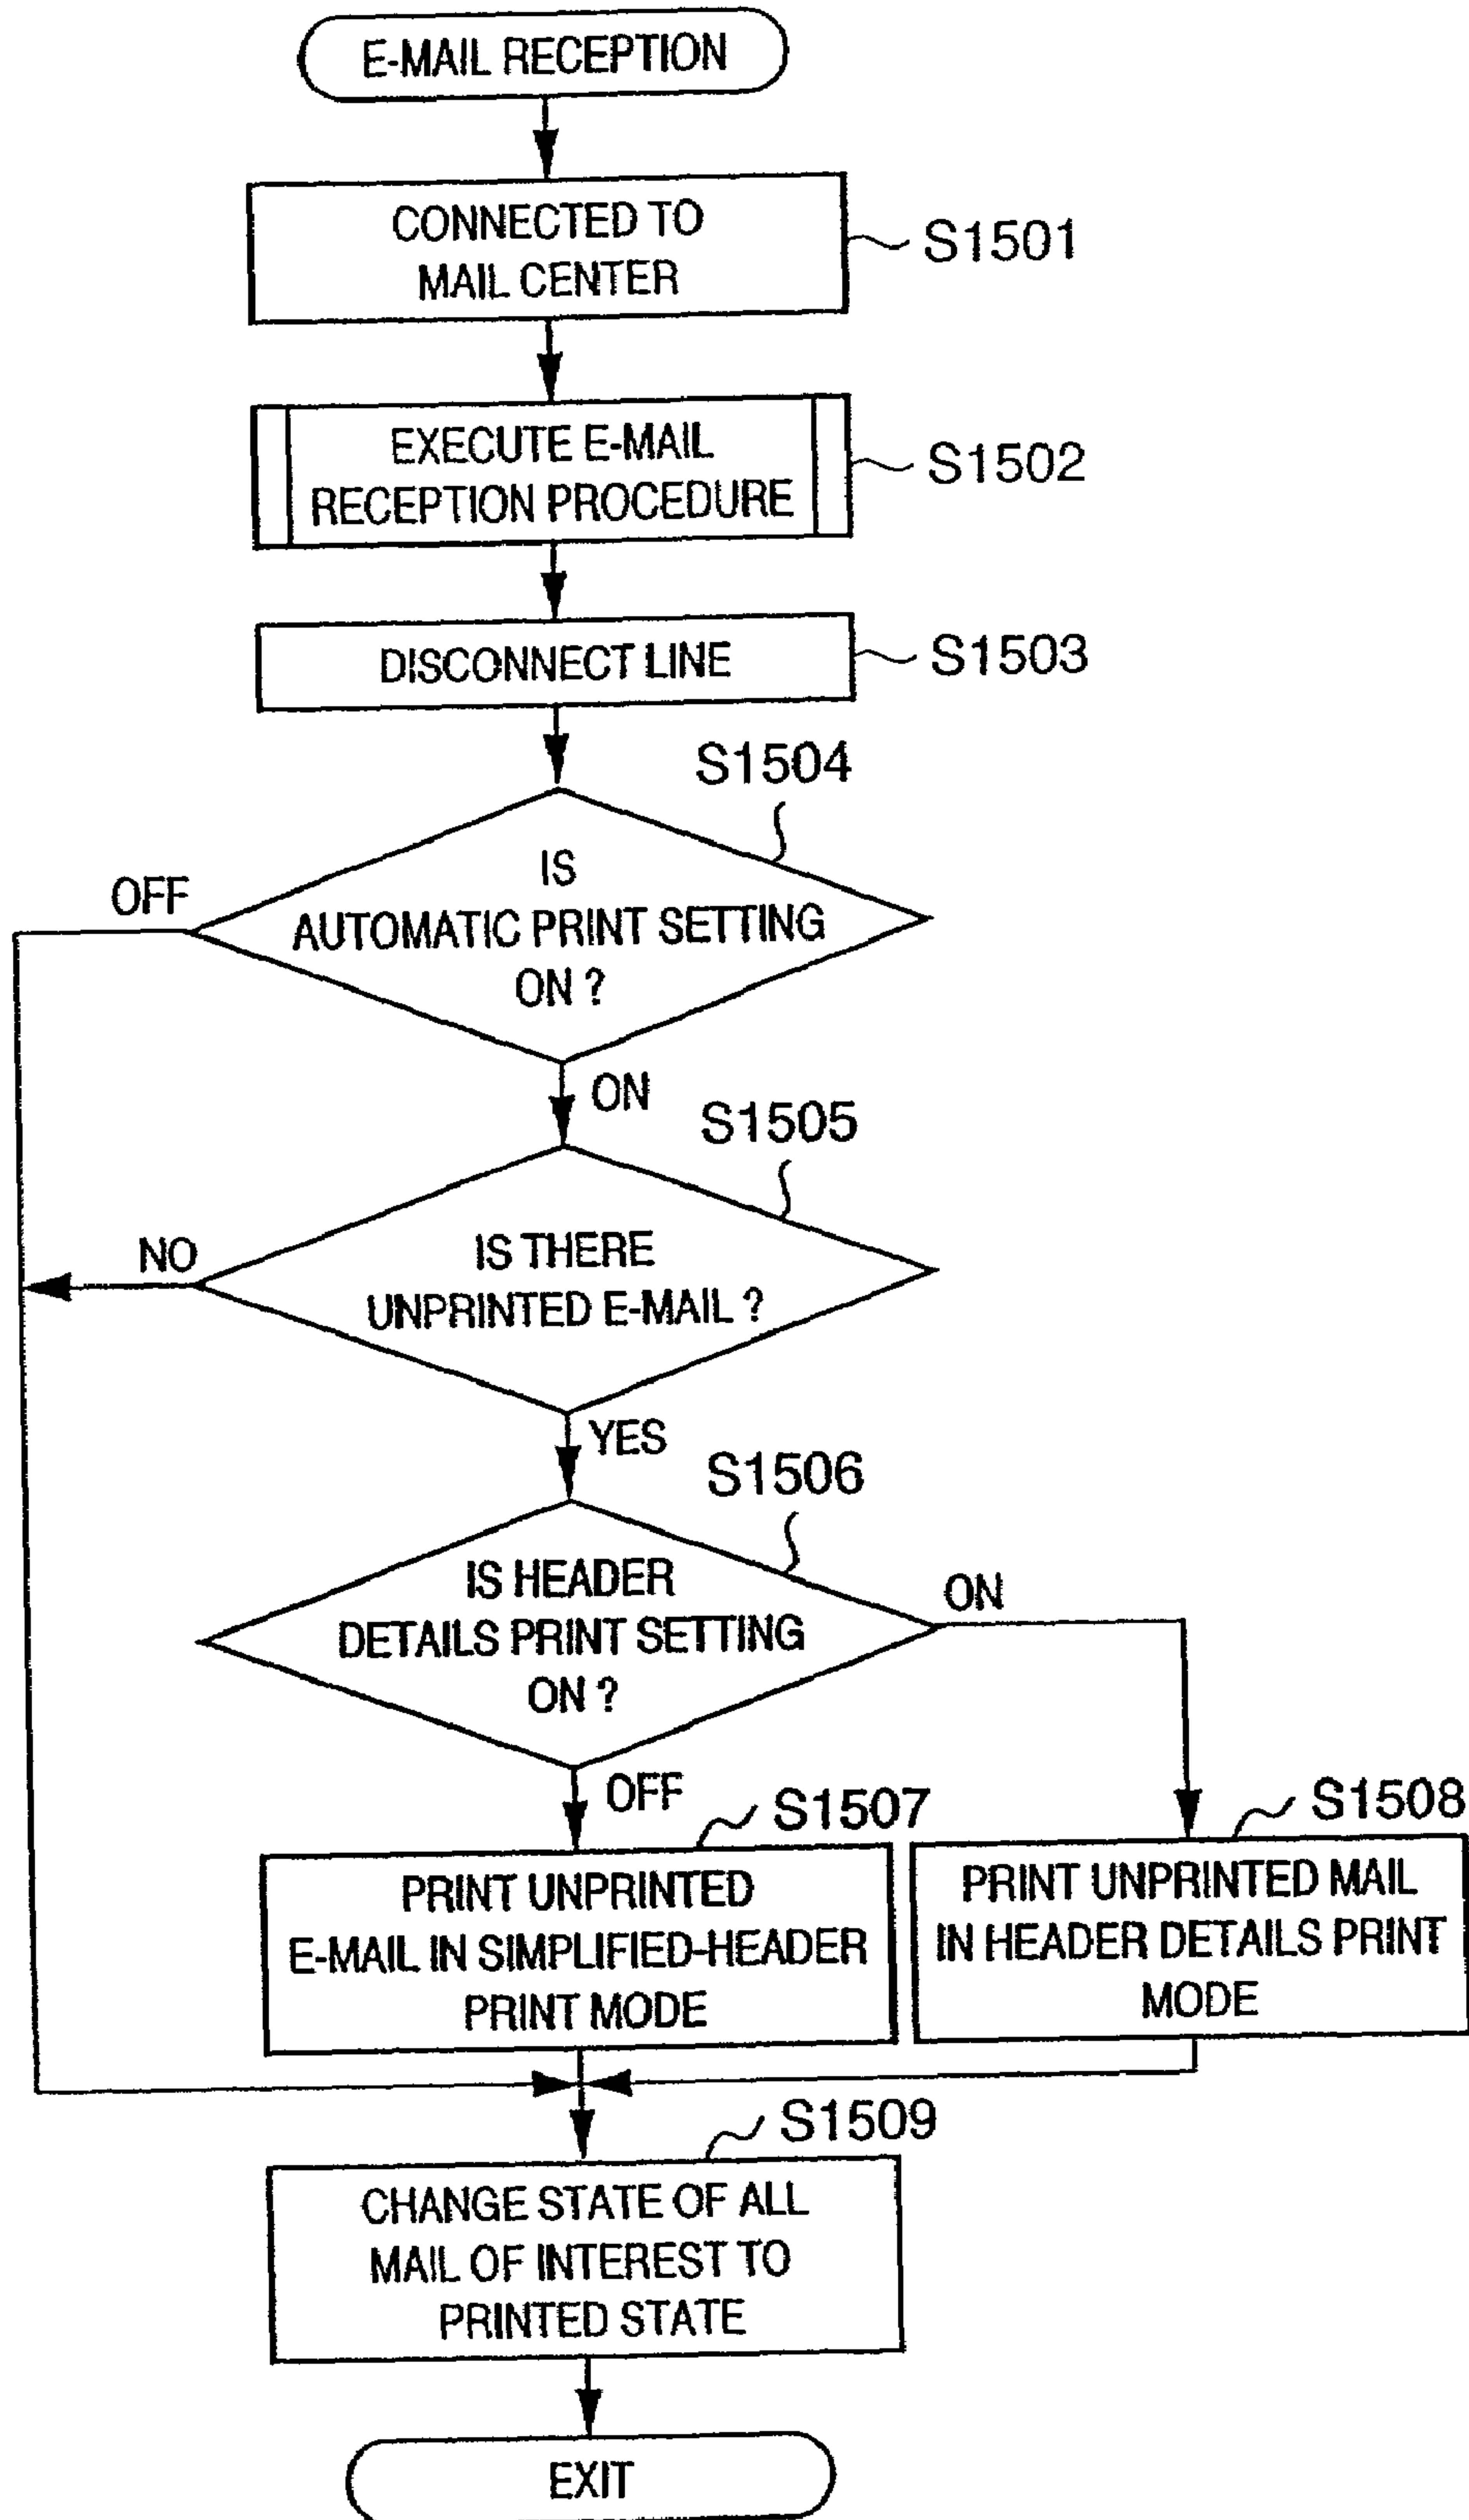 E-MAIL RECEPTION
CONNECTED TO
MAIL CENTER
S1501
EXECUTE E-MAIL
RECEPTION PROCEDURE
S1502
DISCONNECT LINE
S1503
S1504
IS
AUTOMATIC PRINT SETTING
ON ?
OFF
ON
S1505
IS THERE
UNPRINTED E-MAIL ?
NO
YES
S1506
IS HEADER
DETAILS PRINT SETTING
ON ?
ON
OFF
S1507
PRINT UNPRINTED
E-MAIL IN SIMPLIFIED-HEADER
PRINT MODE
S1508
PRINT UNPRINTED MAIL
IN HEADER DETAILS PRINT
MODE
S1509
CHANGE STATE OF ALL
MAIL OF INTEREST TO
PRINTED STATE
EXIT